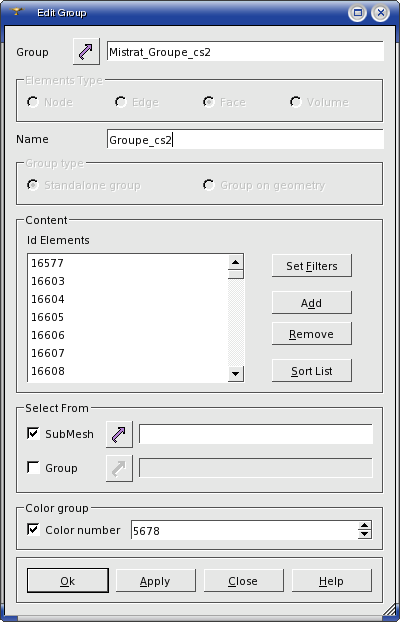 Edit Group
Group Mistrat_Groupe_cs2
Elements Type
Node Edge Face Volume
Name Groupe_cs2
Group type
Standalone group Group on geometry
Content
Id Elements
16577
16603
16604
16605
16606
16607
16608
Set Filters
Add
Remove
Sort List
Select From
SubMesh
Group
Color group
Color number 5678
Ok Apply Close Help